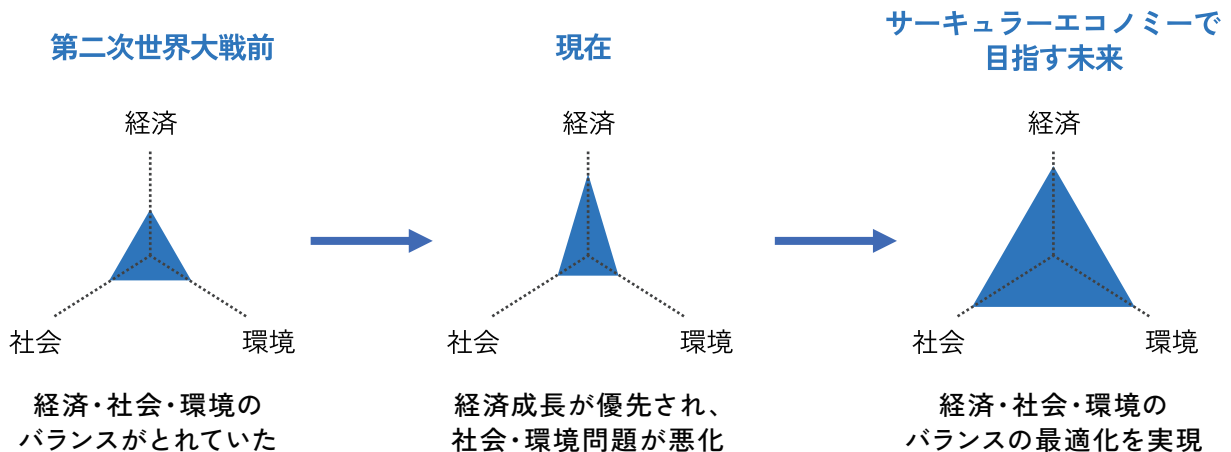 第二次世界大戦前
経済
社会
環境
経済・社会・環境の
バランスがとれていた
現在
経済
社会
環境
経済成長が優先され、
社会・環境問題が悪化
サーキュラーエコノミーで
目指す未来
経済
社会
環境
経済・社会・環境の
バランスの最適化を実現